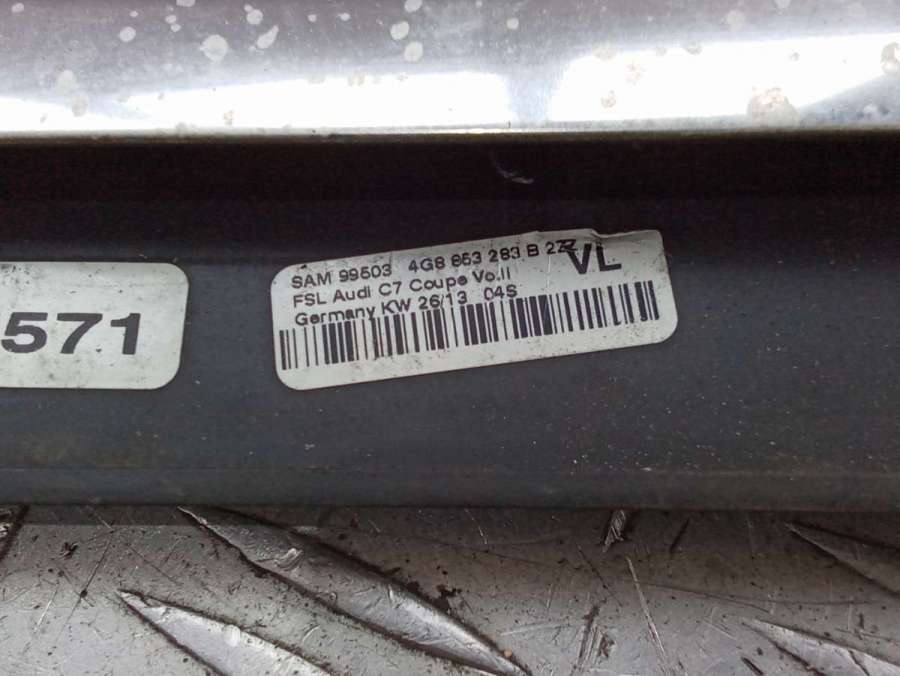 571
SAM 99503 4G8 853 283 B 2ZZ VL
FSL Audi C7 Coupe Vo.li
Germany KW 26/13 04S